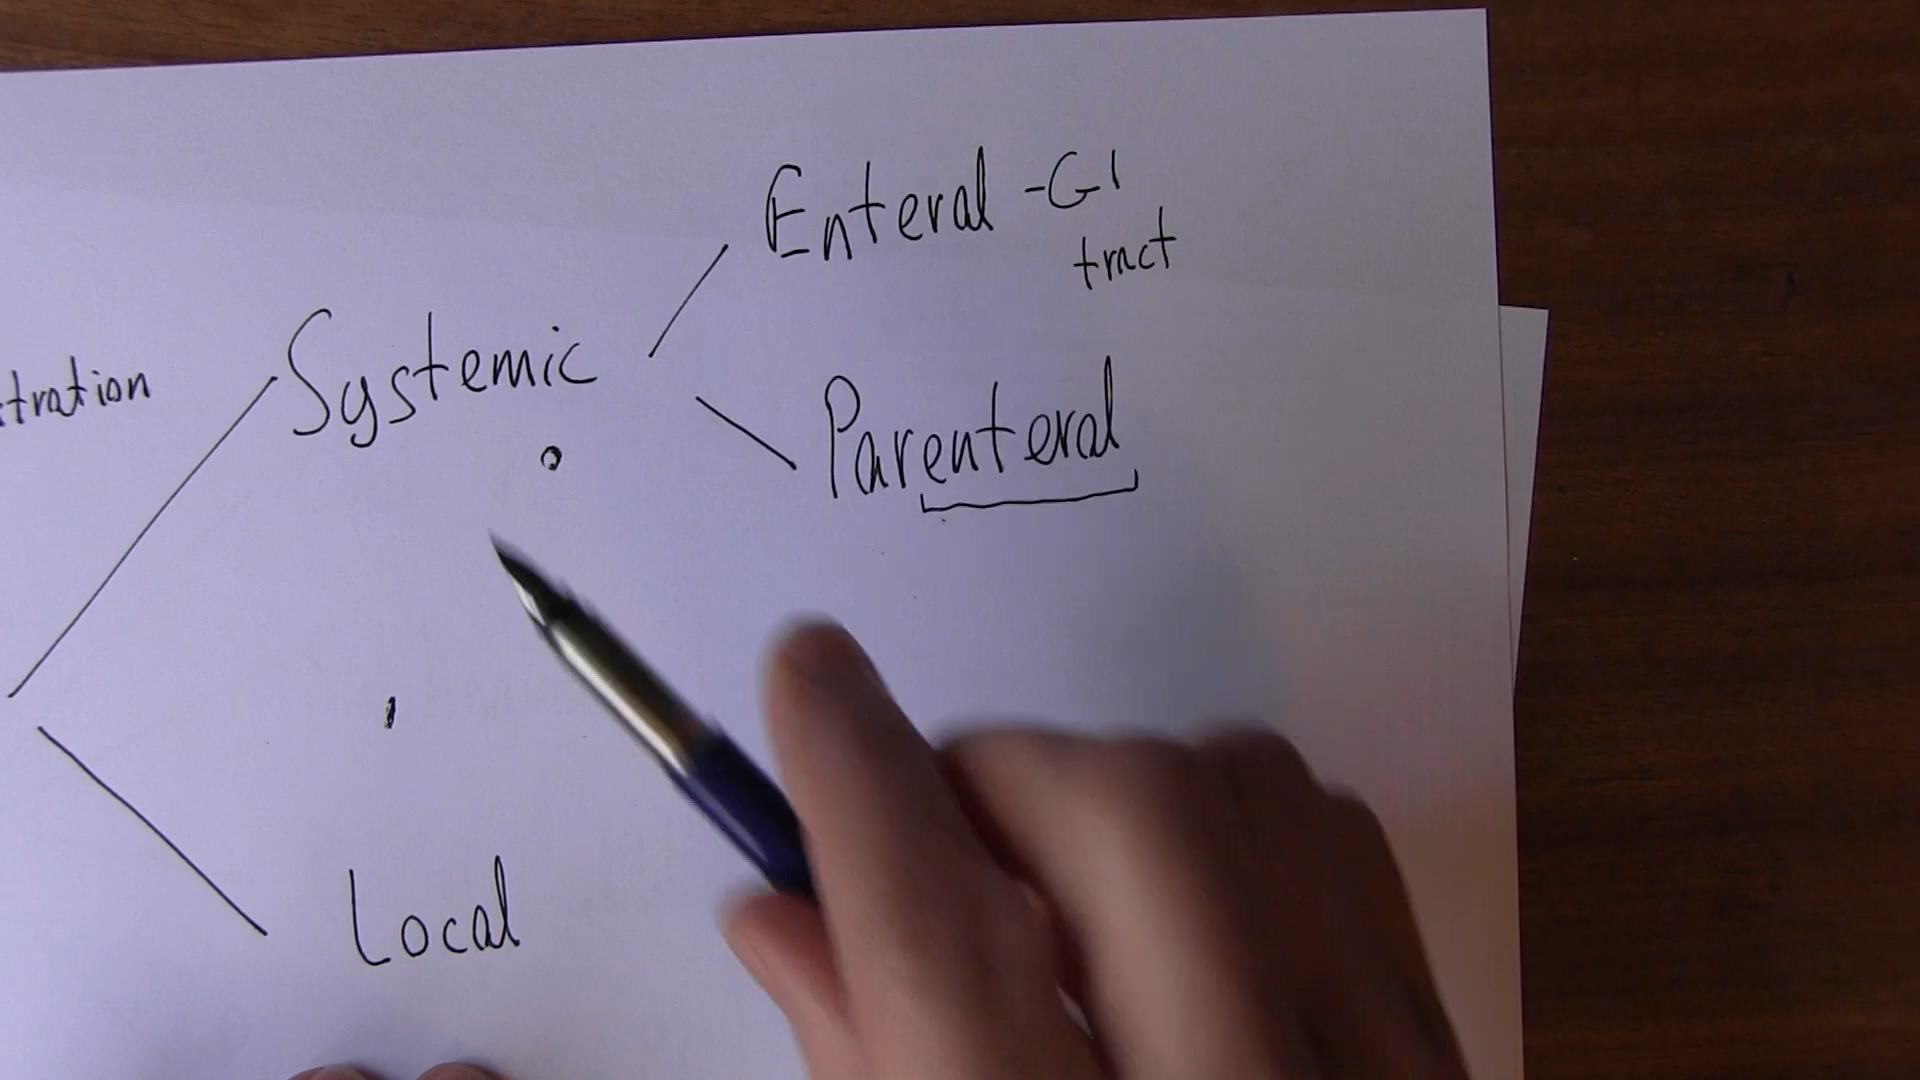 Enteral - GI
tract
tration
Systemic
Parenteral
Local